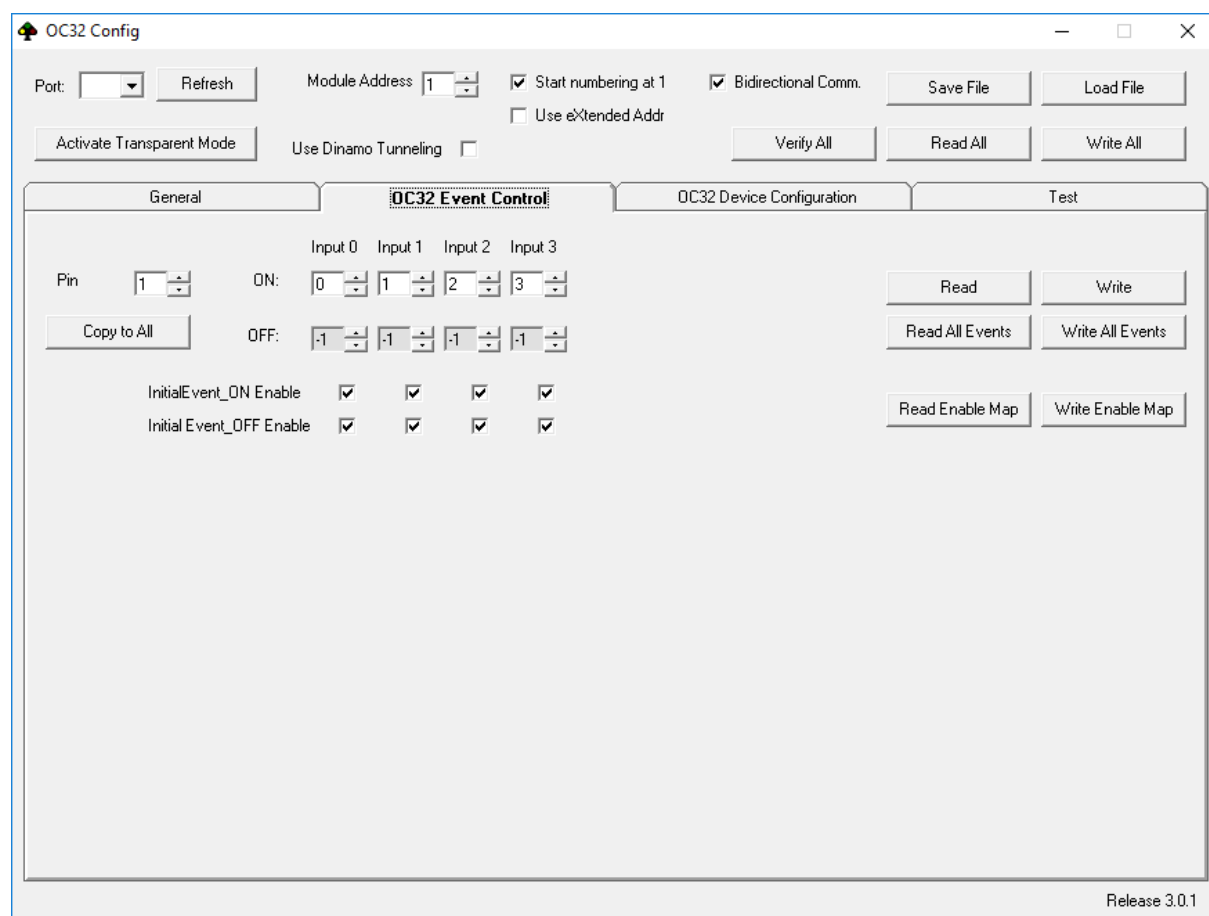 OC32 Config
Port: Refresh Module Address 1 Start numbering at 1 Bidirectional Comm. Save File Load File
Use eXtended Addr
Activate Transparent Mode Use Dinamo Tunneling Verify All Read All Write All
General OC32 Event Control OC32 Device Configuration Test
Input 0 Input 1 Input 2 Input 3
Pin 1 ON: 0 1 2 3 Read Write
Copy to All OFF: -1 -1 -1 -1 Read All Events Write All Events
InitialEvent_ON Enable
Read Enable Map Write Enable Map
Initial Event_OFF Enable
Release 3.0.1